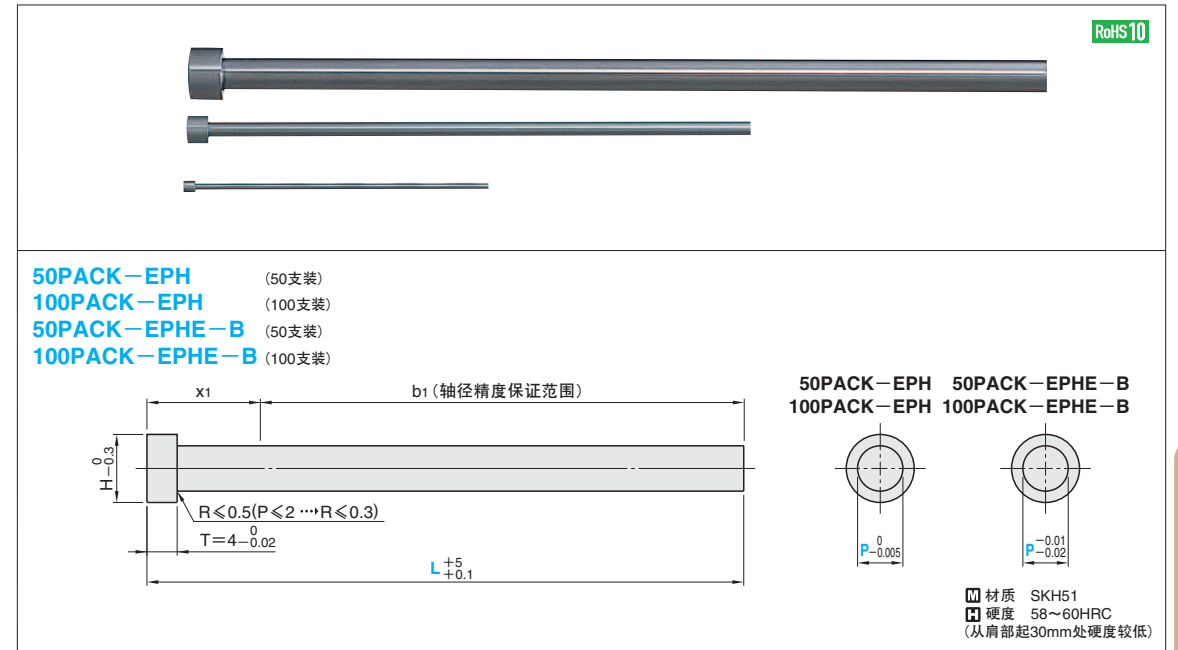 RoHS10
50PACK－EPH (50支装)
100PACK－EPH (100支装)
50PACK－EPHE－B (50支装)
100PACK－EPHE－B (100支装)
x1
b1(轴径精度保证范围)
H 0 −0.3
R≤0.5(P≤2 ····R≤0.3)
T＝4 0 −0.02
L +5 +0.1
50PACK－EPH 50PACK－EPHE－B
100PACK－EPH 100PACK－EPHE－B
P 0 −0.005
P −0.01 −0.02
M 材质 SKH51
H 硬度 58～60HRC
(从肩部起30mm处硬度较低)